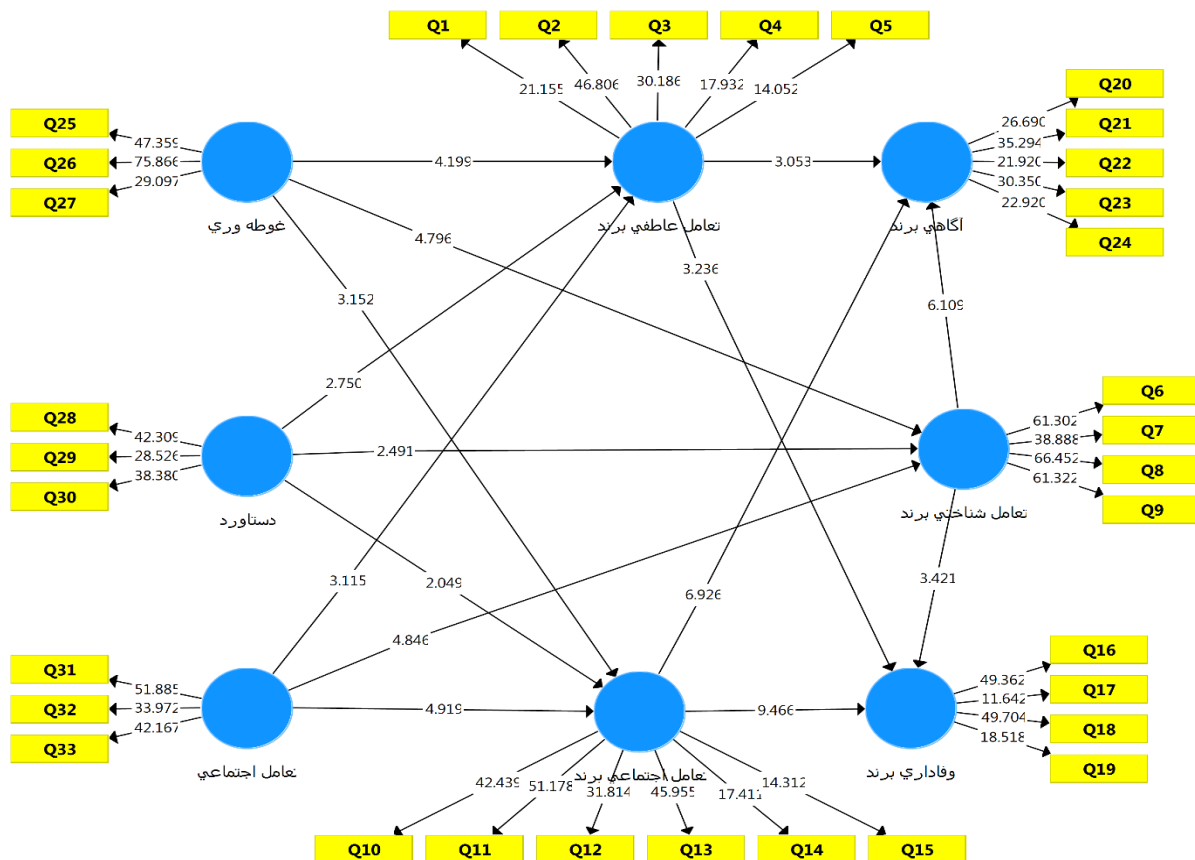 Q1
Q2
Q3
Q4
Q5
21.155
46.806
30.186
17.932
14.052
Q25
Q26
Q27
47.359
75.866
29.097
غوطه وري
4.199
تعامل عاطفي برند
3.053
آگاهي برند
26.690
35.294
21.920
30.350
22.920
Q20
Q21
Q22
Q23
Q24
4.796
3.152
3.236
6.109
2.750
Q28
Q29
Q30
42.309
28.526
38.380
دستاورد
2.491
تعامل شناختي برند
61.302
38.888
66.452
61.322
Q6
Q7
Q8
Q9
3.115
2.049
6.926
3.421
4.846
Q31
Q32
Q33
51.885
33.972
42.167
تعامل اجتماعي
4.919
تعامل اجتماعي برند
9.466
وفاداري برند
49.362
11.642
49.704
18.518
Q16
Q17
Q18
Q19
42.439
51.178
31.814
45.955
17.411
14.312
Q10
Q11
Q12
Q13
Q14
Q15